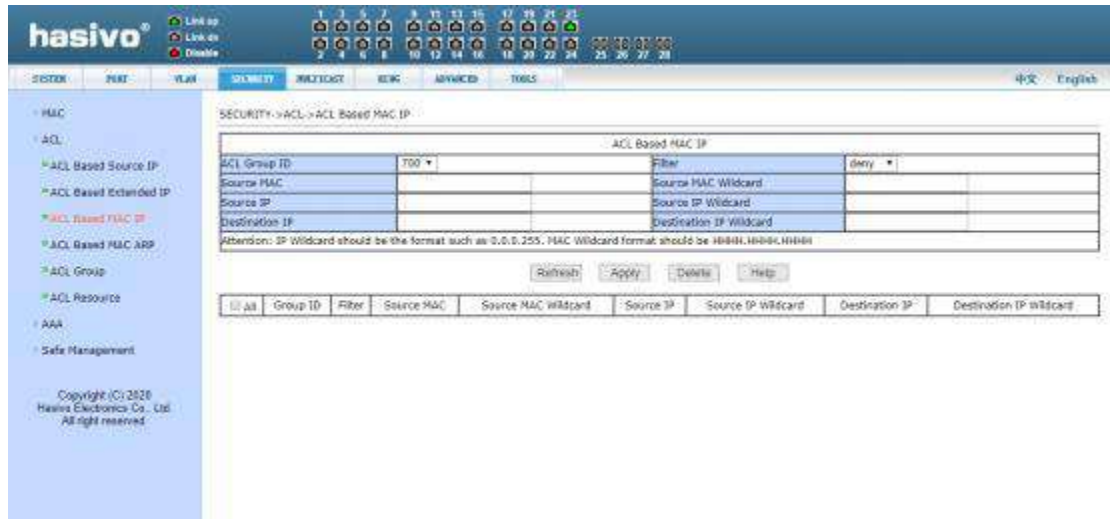 hasivo®
Link up
Link dn
Disable
1 3 5 7 9 11 13 15 17 19 21 23
2 4 6 8 10 12 14 16 18 20 22 24 25 26 27 28
SYSTEM PORT VLAN SECURITY MULTICAST RING ADVANCED TOOLS 中文 English
MAC
ACL
ACL Based Source IP
ACL Based Extended IP
ACL Based MAC IP
ACL Based MAC ARP
ACL Group
ACL Resource
AAA
Safe Management
Copyright (C) 2020
Hasivo Electronics Co., Ltd.
All right reserved
SECURITY->ACL->ACL Based MAC IP
ACL Based MAC IP
ACL Group ID 700 Filter deny
Source MAC Source MAC Wildcard
Source IP Source IP Wildcard
Destination IP Destination IP Wildcard
Attention: IP Wildcard should be the format such as 0.0.0.255. MAC Wildcard format should be HHHH.HHHH.HHHH
Refresh Apply Delete Help
All Group ID Filter Source MAC Source MAC Wildcard Source IP Source IP Wildcard Destination IP Destination IP Wildcard